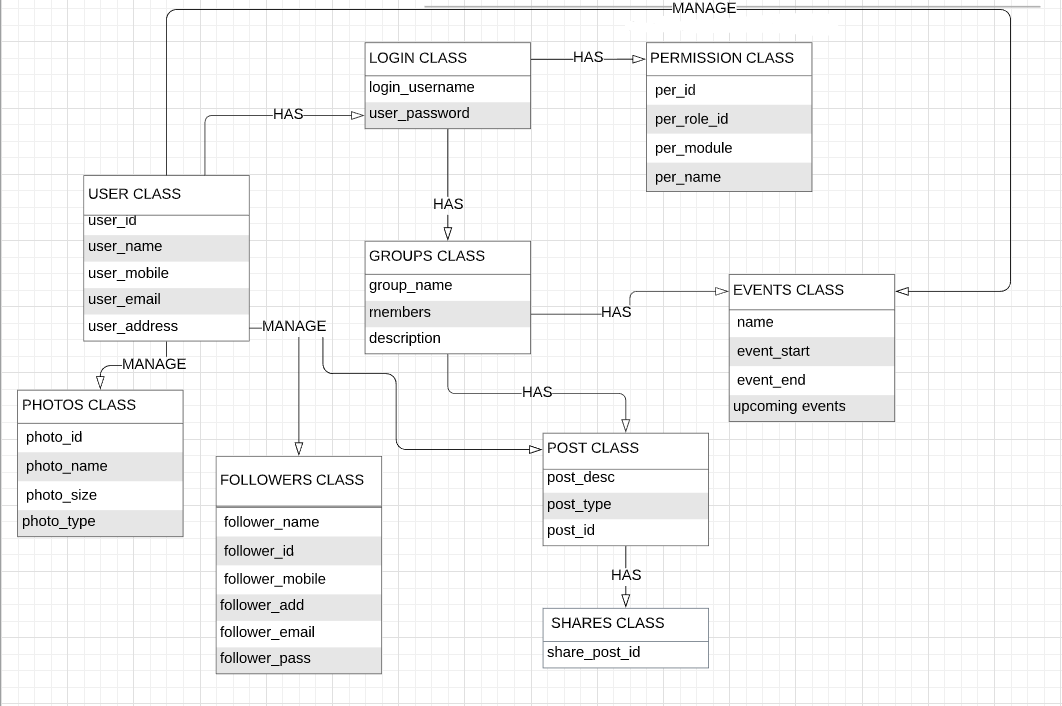 MANAGE
LOGIN CLASS
login_username
user_password
HAS
PERMISSION CLASS
per_id
per_role_id
per_module
per_name
HAS
USER CLASS
user_id
user_name
user_mobile
user_email
user_address
HAS
GROUPS CLASS
group_name
members
description
HAS
EVENTS CLASS
name
event_start
event_end
upcoming events
MANAGE
MANAGE
PHOTOS CLASS
photo_id
photo_name
photo_size
photo_type
HAS
FOLLOWERS CLASS
follower_name
follower_id
follower_mobile
follower_add
follower_email
follower_pass
POST CLASS
post_desc
post_type
post_id
HAS
SHARES CLASS
share_post_id